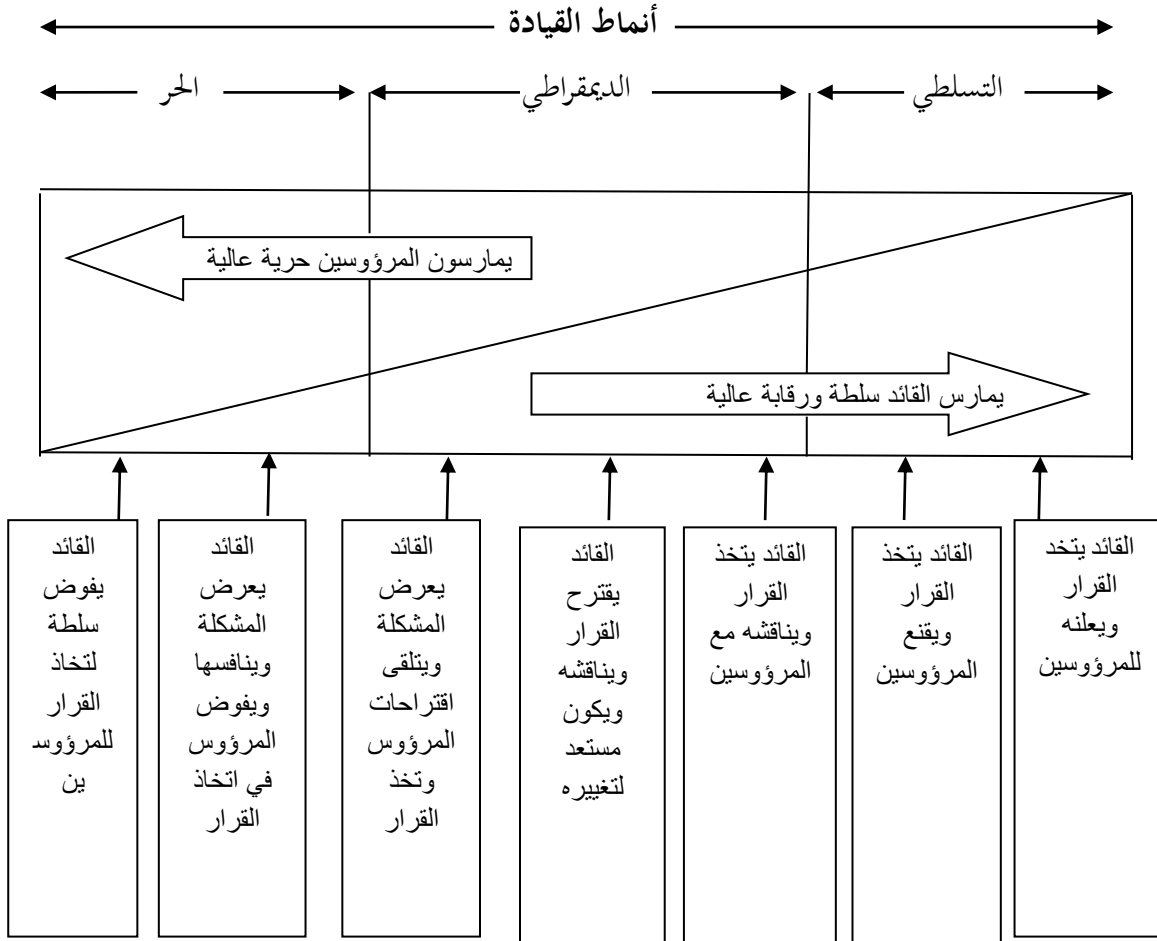 أنماط القيادة
التسلطي
الديمقراطي
الحر
يمارسون المرؤوسين حرية عالية
يمارس القائد سلطة ورقابة عالية
القائد يتخد
القرار
ويعلنه
للمرؤوسين
القائد يتخذ
القرار
ويقنع
المرؤوسين
القائد يتخذ
القرار
ويناقشه مع
المرؤوسين
القائد
يقترح
القرار
ويناقشه
ويكون
مستعد
لتغييره
القائد
يعرض
المشكلة
ويتلقى
اقتراحات
المرؤوس
وتخذ
القرار
القائد
يعرض
المشكلة
وينافسها
ويفوض
المرؤوس
في اتخاذ
القرار
القائد
يفوض
سلطة
لتخاذ
القرار
للمرؤوسـ
ين